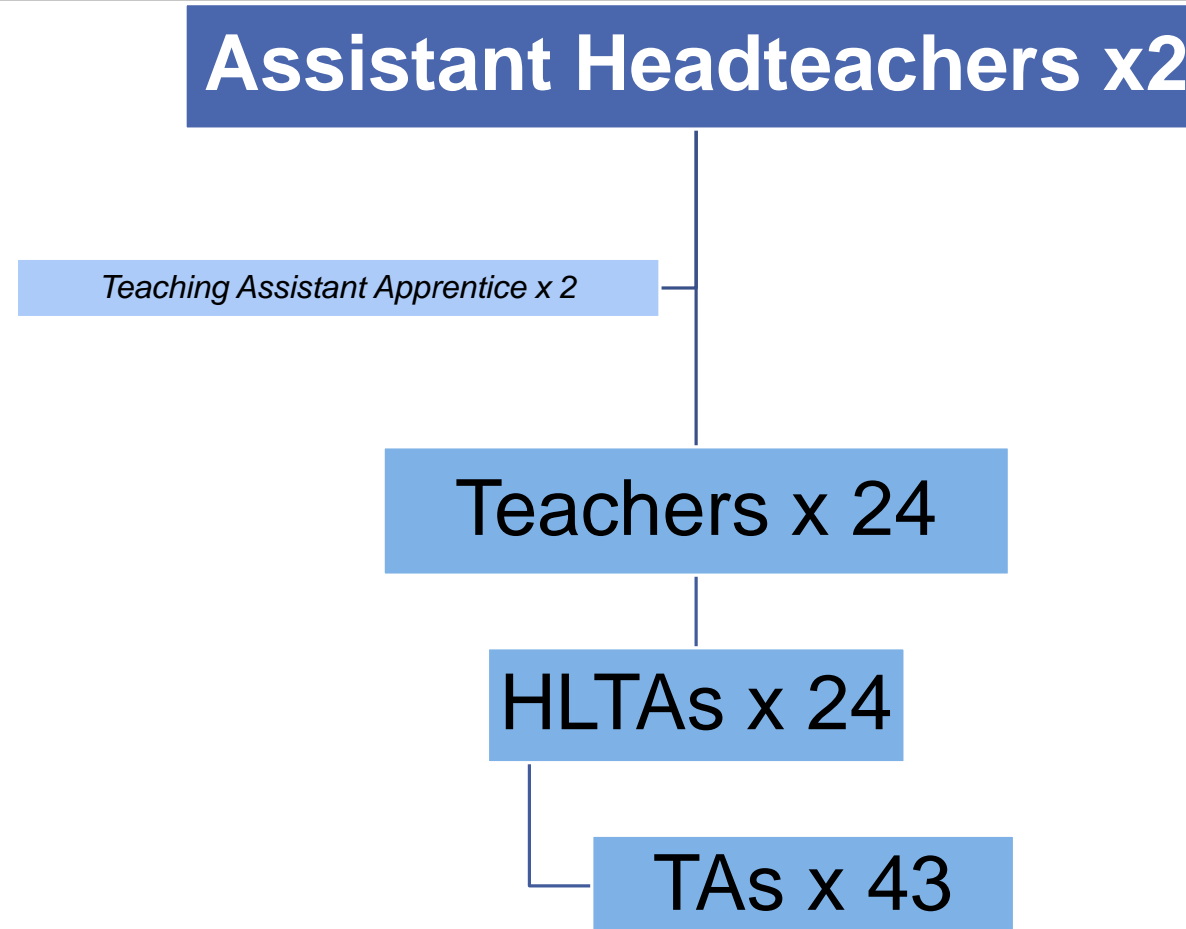 Assistant Headteachers x2
Teaching Assistant Apprentice x 2
Teachers x 24
HLTAs x 24
TAs x 43